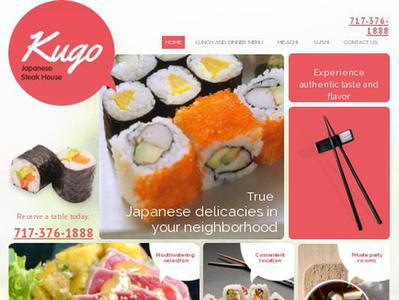 Kugo
Japanese
Steak House
717-376-
1888
HOME
LUNCH AND DINNER MENU
HIBACHI
SUSHI
CONTACT US
Experience
authentic taste and
flavor
True
Japanese delicacies in
your neighborhood
Reserve a table today:
717-376-1888
Mouthwatering
selection
Convenient
location
Private party
rooms